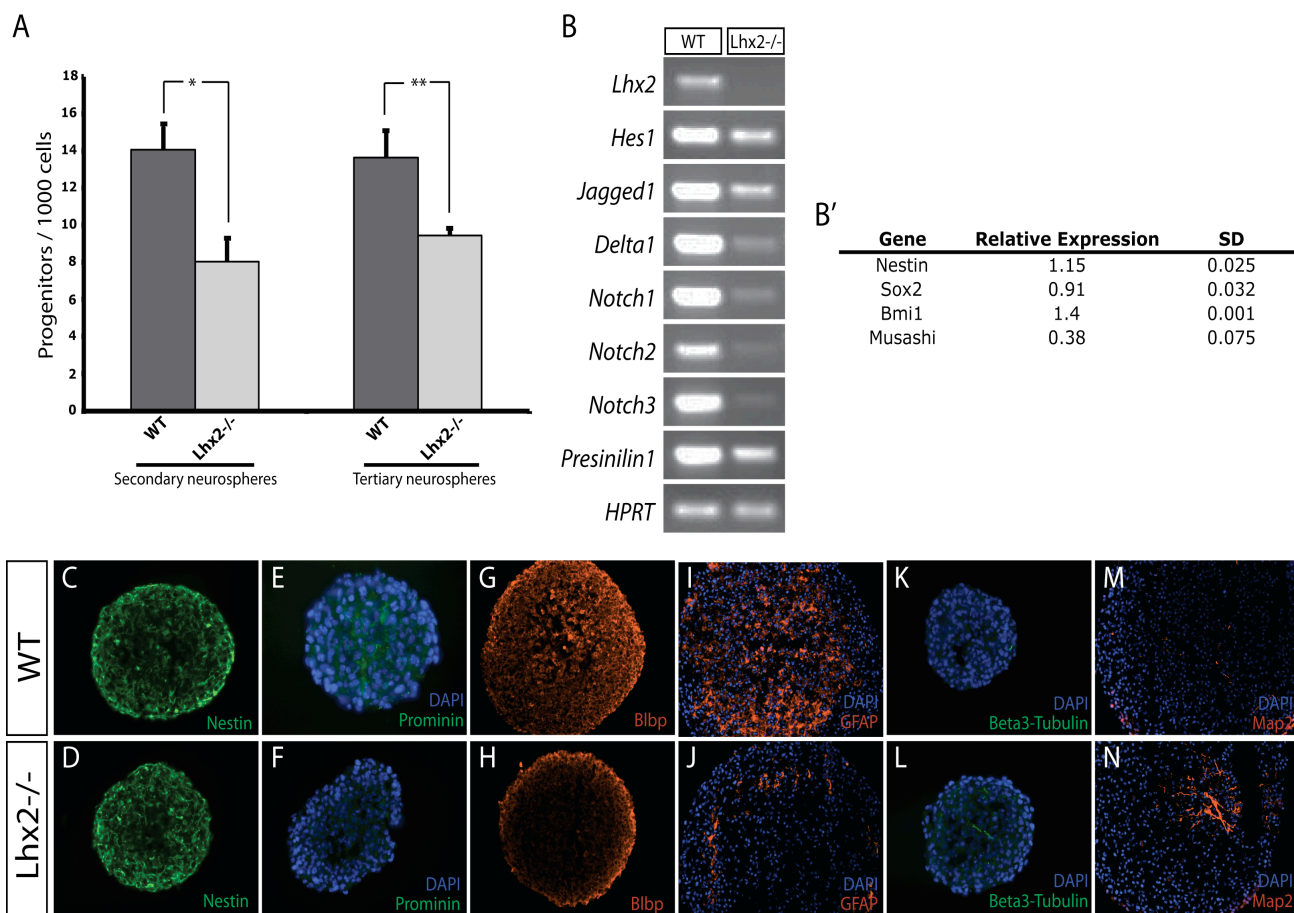 A
18
16
14
12
10
8
6
4
2
0
Progenitors / 1000 cells
*
**
WT
Lhx2-/-
WT
Lhx2-/-
Secondary neurospheres
Tertiary neurospheres
B
WT Lhx2-/-
Lhx2
Hes1
Jagged1
Delta1
Notch1
Notch2
Notch3
Presinilin1
HPRT
B'
Gene Relative Expression SD
Nestin 1.15 0.025
Sox2 0.91 0.032
Bmi1 1.4 0.001
Musashi 0.38 0.075
WT
C
Nestin
E
DAPI
Prominin
G
Blbp
I
DAPI
GFAP
K
DAPI
Beta3-Tubulin
M
DAPI
Map2
Lhx2-/-
D
Nestin
F
DAPI
Prominin
H
Blbp
J
DAPI
GFAP
L
DAPI
Beta3-Tubulin
N
DAPI
Map2